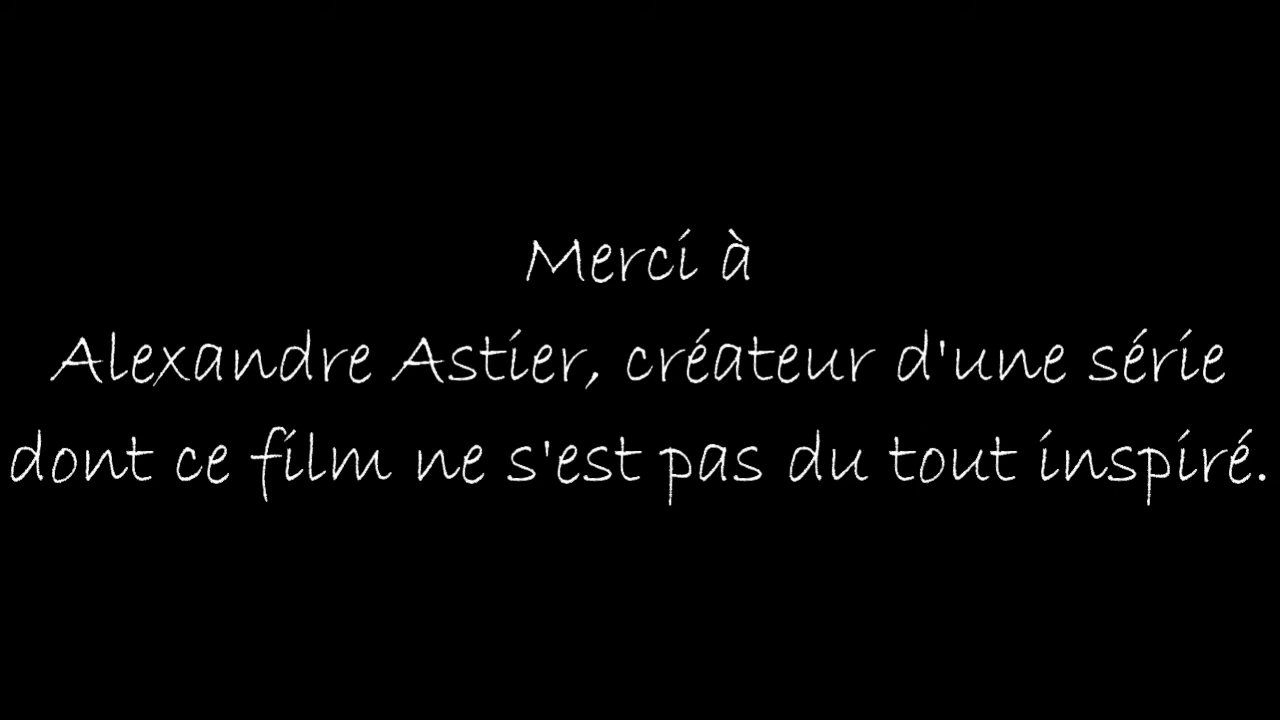 Merci à
Alexandre Astier, créateur d'une série
dont ce film ne s'est pas du tout inspiré.